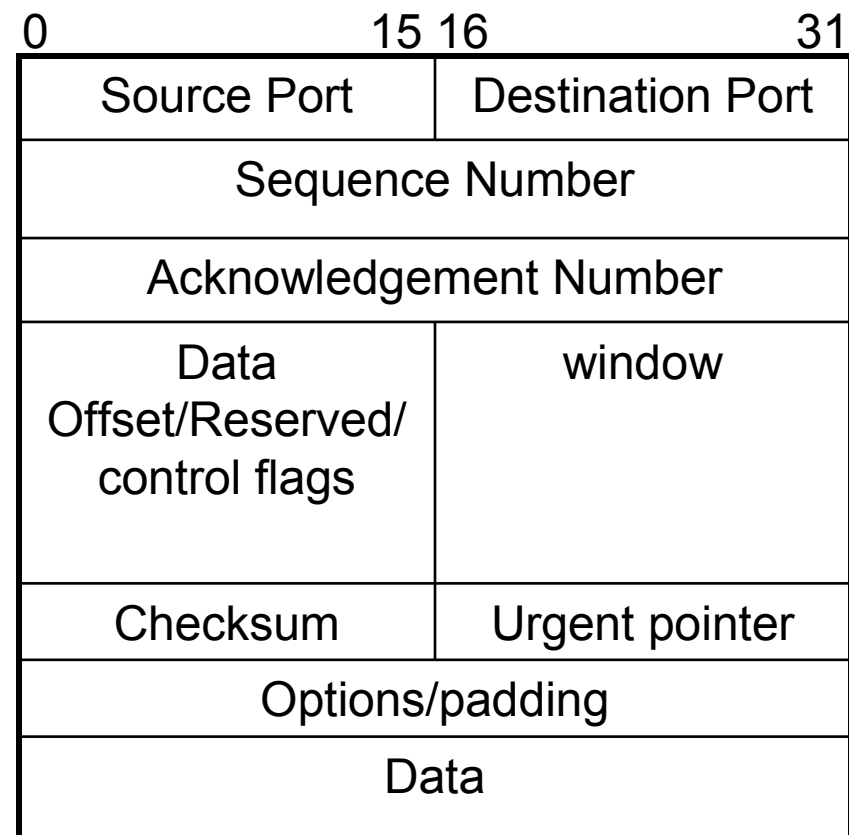 0 15 16 31
Source Port Destination Port
Sequence Number
Acknowledgement Number
Data
Offset/Reserved/
control flags
window
Checksum Urgent pointer
Options/padding
Data